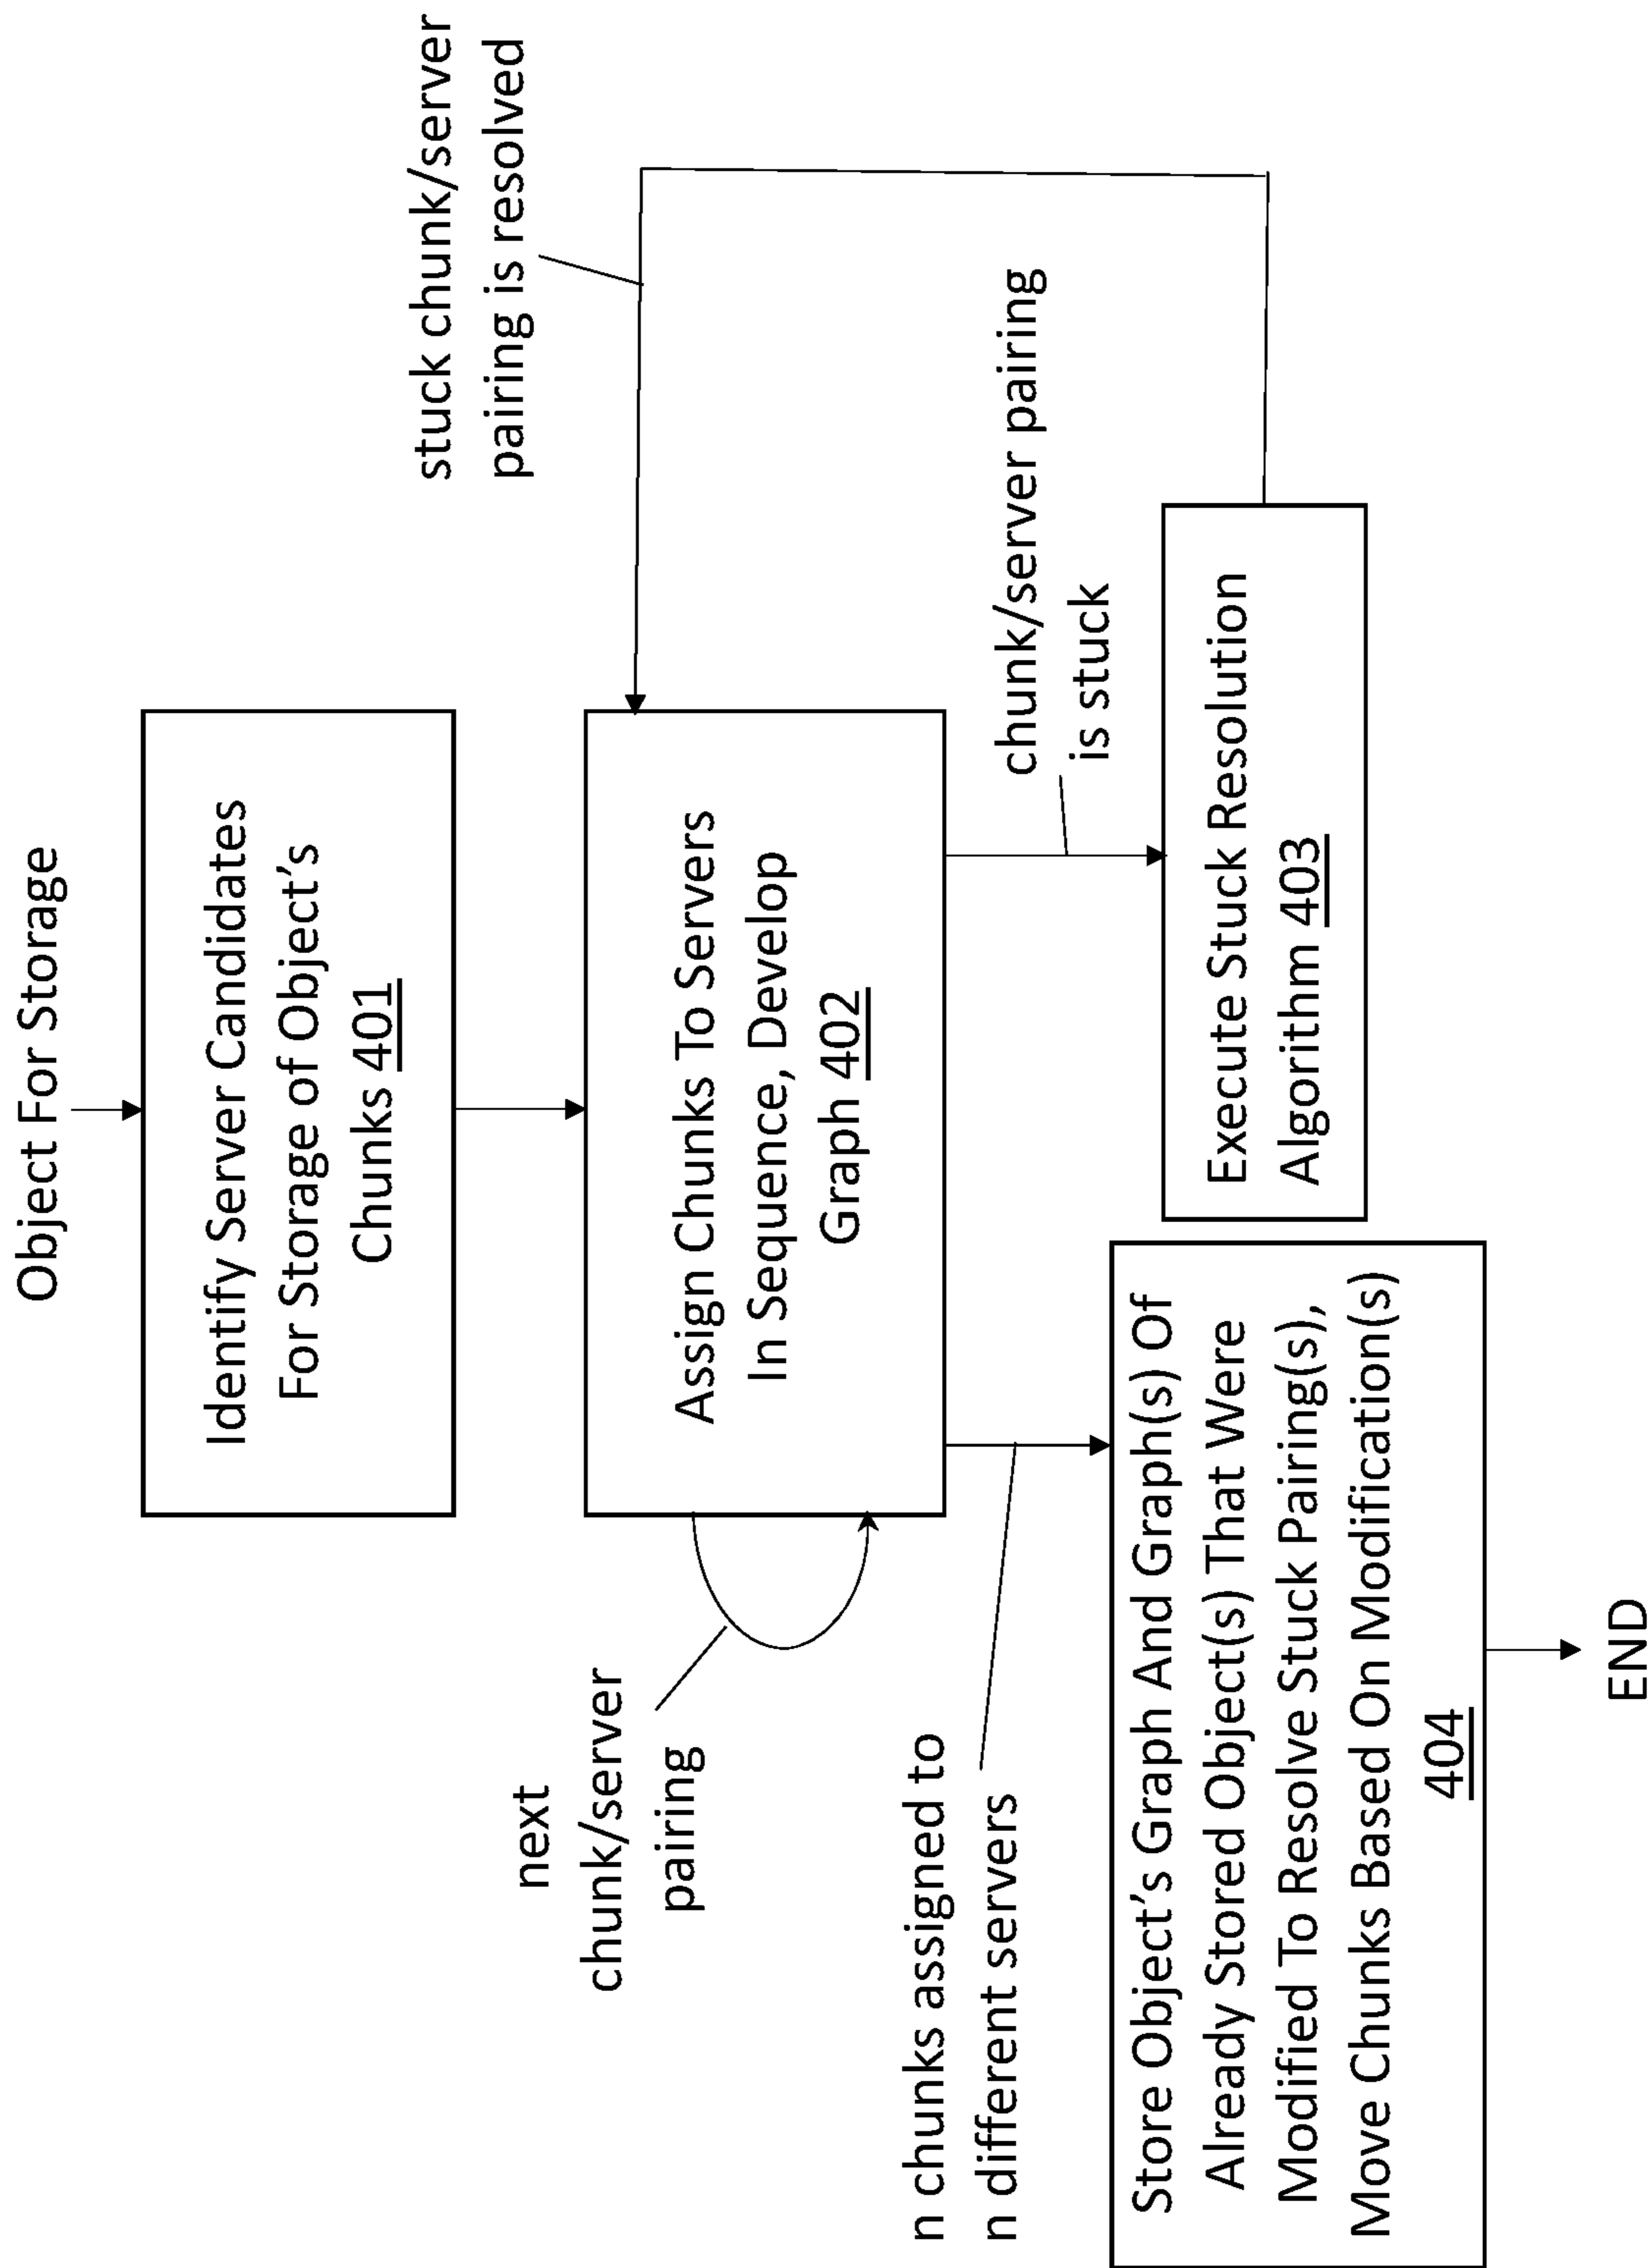 Object For Storage
Identify Server Candidates
For Storage of Object's
Chunks 401
stuck chunk/server
pairing is resolved
next
chunk/server
pairing
Assign Chunks To Servers
In Sequence, Develop
Graph 402
n chunks assigned to
n different servers
chunk/server pairing
is stuck
Execute Stuck Resolution
Algorithm 403
Store Object's Graph And Graph(s) Of
Already Stored Object(s) That Were
Modified To Resolve Stuck Pairing(s),
Move Chunks Based On Modification(s)
404
END